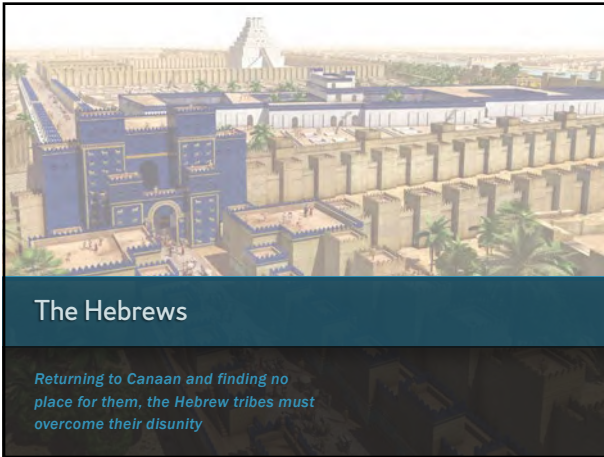 The Hebrews
Returning to Canaan and finding no
place for them, the Hebrew tribes must
overcome their disunity